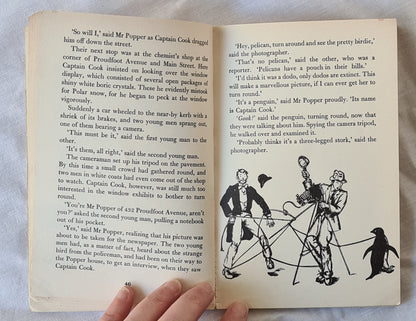 'So will I,' said Mr Popper as Captain Cook dragged
him off down the street.
Their next stop was at the chemist's shop at the
corner of Proudfoot Avenue and Main Street. Here
Captain Cook insisted on looking over the window
display, which consisted of several open packages of
shiny white boric crystals. These he evidently mistook
for Polar snow, for he began to peck at the window
vigorously.
Suddenly a car wheeled to the near-by kerb with a
shriek of its brakes, and two young men sprang out,
one of them bearing a camera.
'This must be it,' said the first young man to the
other.
'It's them, all right,' said the second young man.
The cameraman set up his tripod on the pavement.
By this time a small crowd had gathered round, and
two men in white coats had even come out of the shop
to watch. Captain Cook, however, was still much too
interested in the window exhibits to bother to turn
round.
'You're Mr Popper of 432 Proudfoot Avenue, aren't
you?' asked the second young man, pulling a notebook
out of his pocket.
'Yes,' said Mr Popper, realizing that his picture was
about to be taken for the newspaper. The two young
men had, as a matter of fact, heard about the strange
bird from the policeman, and had been on their way to
the Popper house, to get an interview, when they saw
Captain Cook.
46
'Hey, pelican, turn around and see the pretty birdie,'
said the photographer.
'That's no pelican,' said the other, who was a
reporter. 'Pelicans have a pouch in their bills.'
'I'd think it was a dodo, only dodos are extinct. This
will make a marvellous picture, if I can ever get her to
turn round.'
'It's a penguin,' said Mr Popper proudly. 'Its name
is Captain Cook.'
'Gook!' said the penguin, turning round, now that
they were talking about him. Spying the camera tripod,
he walked over and examined it.
'Probably thinks it's a three-legged stork,' said the
photographer.